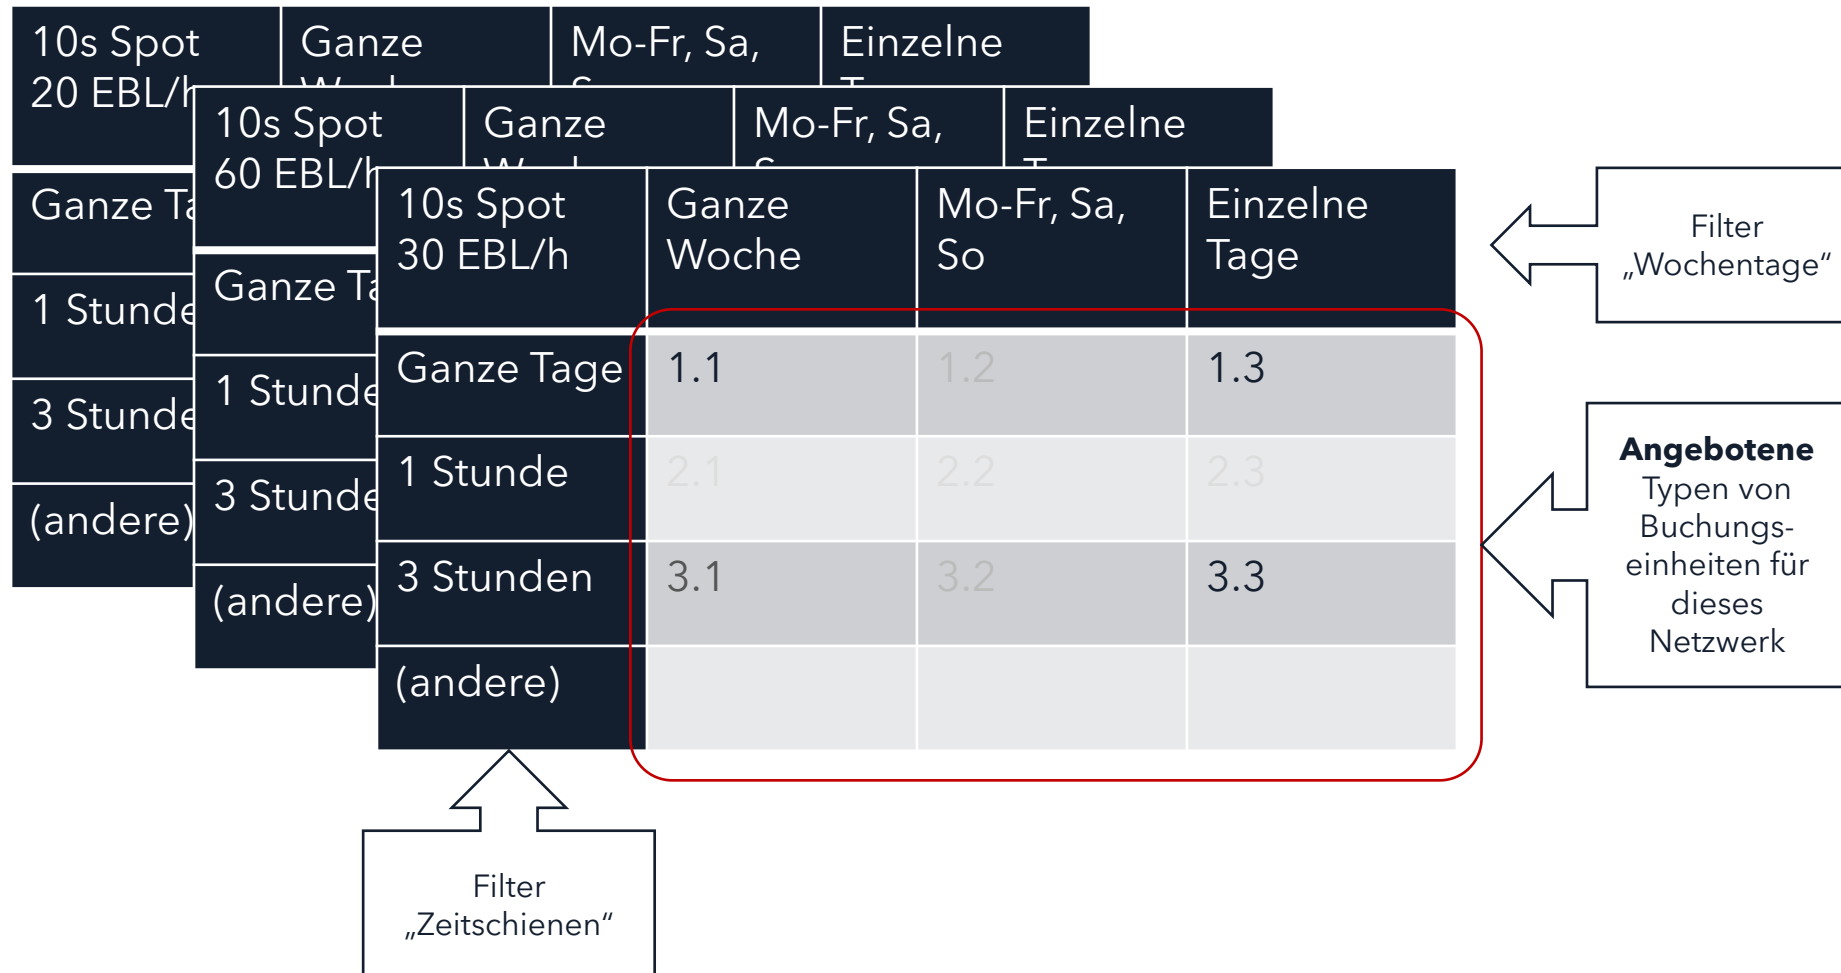 10s Spot
20 EBL/h
Ganze
Mo-Fr, Sa,
Einzelne
Ganze
1 Stunde
3 Stunde
(andere)
10s Spot
60 EBL/h
Ganze
Mo-Fr, Sa,
Einzelne
Ganze
1 Stunde
3 Stunde
(andere)
10s Spot
30 EBL/h
Ganze
Woche
Mo-Fr, Sa,
So
Einzelne
Tage
Ganze Tage
1.1
1.2
1.3
1 Stunde
2.1
2.2
2.3
3 Stunden
3.1
3.2
3.3
(andere)
Filter
„Wochentage“
Angebotene
Typen von
Buchungs-
einheiten für
dieses
Netzwerk
Filter
„Zeitschienen“